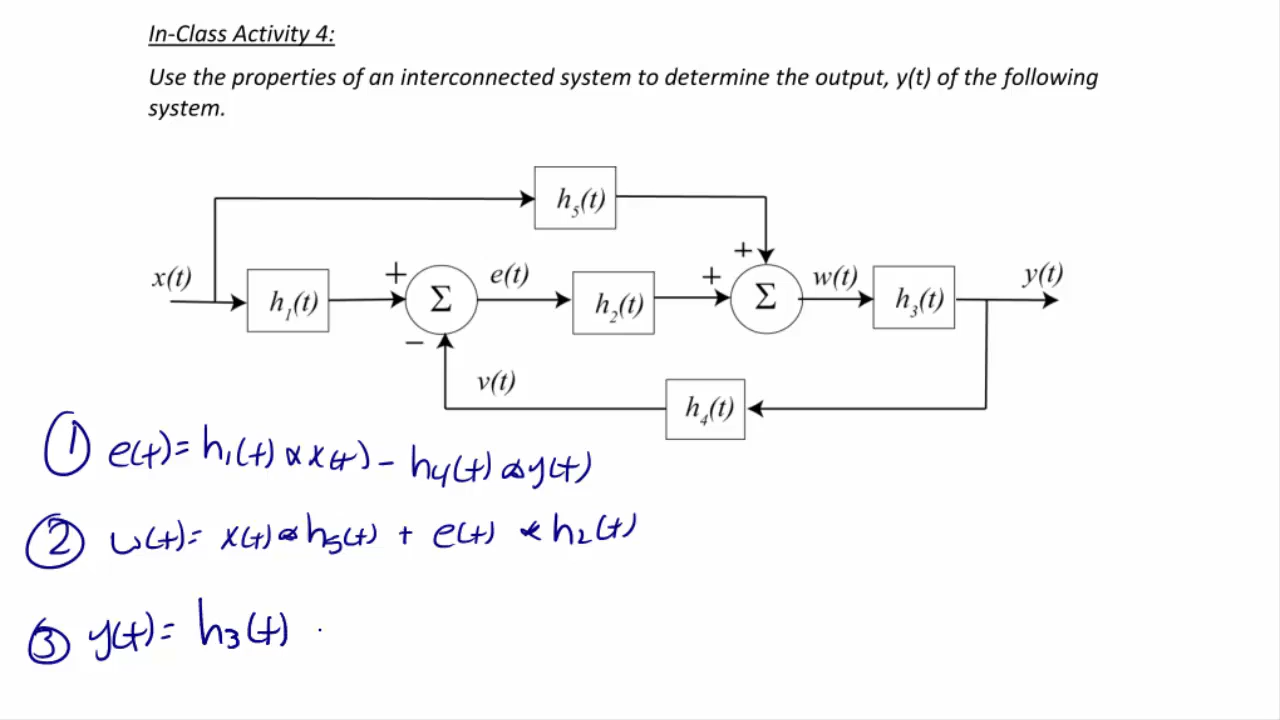 In-Class Activity 4:
Use the properties of an interconnected system to determine the output, y(t) of the following
system.
h₅(t)
+
x(t)
+
e(t)
+
w(t)
y(t)
h₁(t)
Σ
h₂(t)
Σ
h₃(t)
−
v(t)
h₄(t)
① e(t)= h₁(t) * x(t) - h₄(t) * y(t)
② w(t)= x(t) * h₅(t) + e(t) * h₂(t)
③ y(t)= h₃(t)